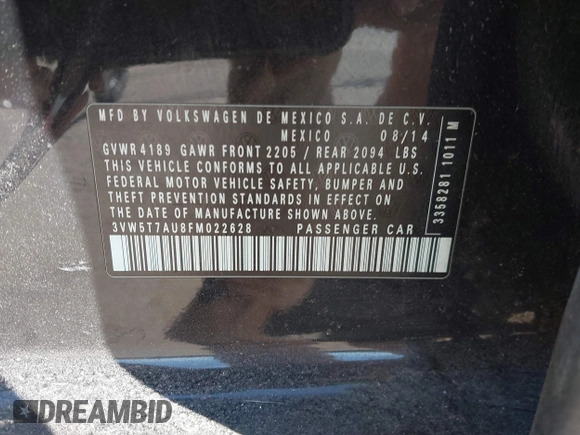 MFD BY VOLKSWAGEN DE MEXICO S.A. DE C.V.
MEXICO 08/14
GVWR 4189 GAWR FRONT 2205 / REAR 2094 LBS
THIS VEHICLE CONFORMS TO ALL APPLICABLE U.S.
FEDERAL MOTOR VEHICLE SAFETY, BUMPER AND
THEFT PREVENTION STANDARDS IN EFFECT ON
THE DATE OF MANUFACTURE SHOWN ABOVE.
3VW5T7AU8FM022628 PASSENGER CAR
3358281 1011 M
DREAMBID